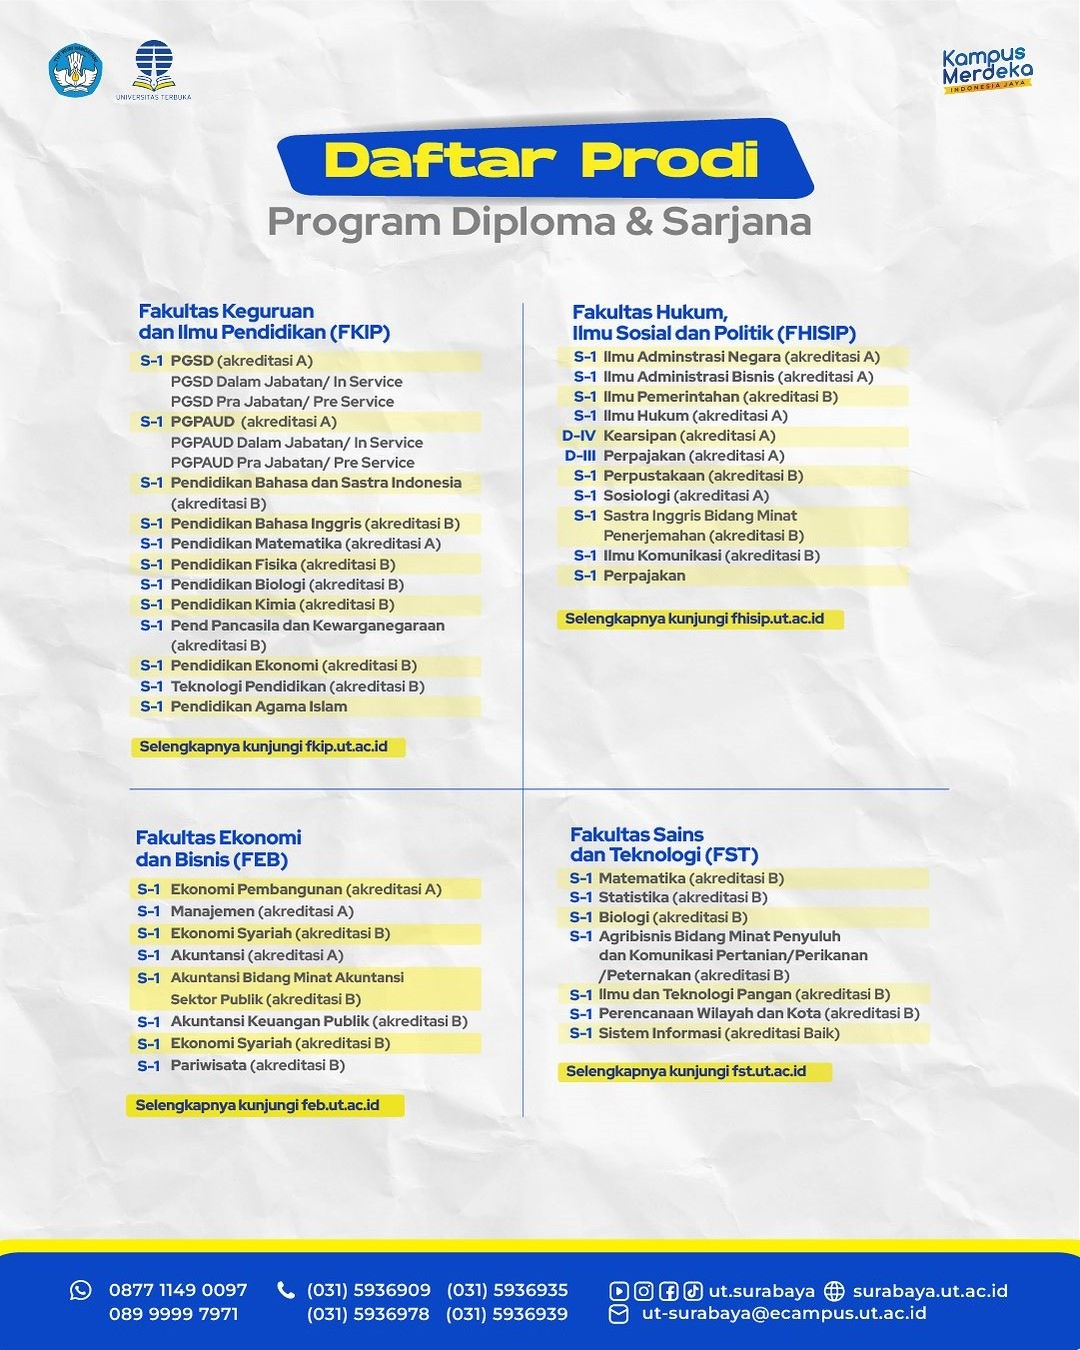 TUT WURI HANDAYANI
UNIVERSITAS TERBUKA
Kampus
Merdeka
INDONESIA JAYA
Daftar Prodi
Program Diploma & Sarjana
Fakultas Keguruan
dan Ilmu Pendidikan (FKIP)
S-1 PGSD (akreditasi A)
PGSD Dalam Jabatan/ In Service
PGSD Pra Jabatan/ Pre Service
S-1 PGPAUD (akreditasi A)
PGPAUD Dalam Jabatan/ In Service
PGPAUD Pra Jabatan/ Pre Service
S-1 Pendidikan Bahasa dan Sastra Indonesia
(akreditasi B)
S-1 Pendidikan Bahasa Inggris (akreditasi B)
S-1 Pendidikan Matematika (akreditasi A)
S-1 Pendidikan Fisika (akreditasi B)
S-1 Pendidikan Biologi (akreditasi B)
S-1 Pendidikan Kimia (akreditasi B)
S-1 Pend Pancasila dan Kewarganegaraan
(akreditasi B)
S-1 Pendidikan Ekonomi (akreditasi B)
S-1 Teknologi Pendidikan (akreditasi B)
S-1 Pendidikan Agama Islam
Selengkapnya kunjungi fkip.ut.ac.id
Fakultas Hukum,
Ilmu Sosial dan Politik (FHISIP)
S-1 Ilmu Adminstrasi Negara (akreditasi A)
S-1 Ilmu Administrasi Bisnis (akreditasi A)
S-1 Ilmu Pemerintahan (akreditasi B)
S-1 Ilmu Hukum (akreditasi A)
D-IV Kearsipan (akreditasi A)
D-III Perpajakan (akreditasi A)
S-1 Perpustakaan (akreditasi B)
S-1 Sosiologi (akreditasi A)
S-1 Sastra Inggris Bidang Minat
Penerjemahan (akreditasi B)
S-1 Ilmu Komunikasi (akreditasi B)
S-1 Perpajakan
Selengkapnya kunjungi fhisip.ut.ac.id
Fakultas Ekonomi
dan Bisnis (FEB)
S-1 Ekonomi Pembangunan (akreditasi A)
S-1 Manajemen (akreditasi A)
S-1 Ekonomi Syariah (akreditasi B)
S-1 Akuntansi (akreditasi A)
S-1 Akuntansi Bidang Minat Akuntansi
Sektor Publik (akreditasi B)
S-1 Akuntansi Keuangan Publik (akreditasi B)
S-1 Ekonomi Syariah (akreditasi B)
S-1 Pariwisata (akreditasi B)
Selengkapnya kunjungi feb.ut.ac.id
Fakultas Sains
dan Teknologi (FST)
S-1 Matematika (akreditasi B)
S-1 Statistika (akreditasi B)
S-1 Biologi (akreditasi B)
S-1 Agribisnis Bidang Minat Penyuluh
dan Komunikasi Pertanian/Perikanan
/Peternakan (akreditasi B)
S-1 Ilmu dan Teknologi Pangan (akreditasi B)
S-1 Perencanaan Wilayah dan Kota (akreditasi B)
S-1 Sistem Informasi (akreditasi Baik)
Selengkapnya kunjungi fst.ut.ac.id
0877 1149 0097 (031) 5936909 (031) 5936935 ut.surabaya surabaya.ut.ac.id
089 9999 7971 (031) 5936978 (031) 5936939 ut-surabaya@ecampus.ut.ac.id